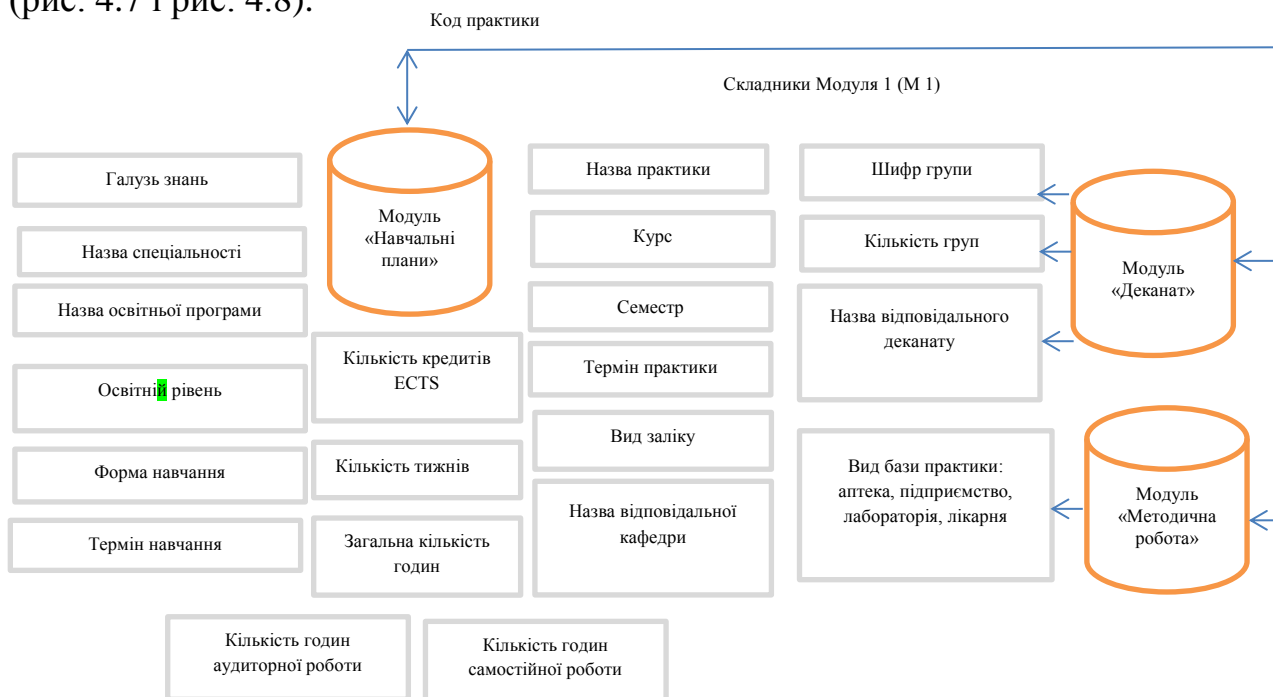 (рис. 4.7 і рис. 4.8).
Код практики
Складники Модуля 1 (М 1)
Галузь знань
Назва спеціальності
Назва освітньої програми
Освітній рівень
Форма навчання
Термін навчання
Модуль
«Навчальні
плани»
Кількість кредитів
ECTS
Кількість тижнів
Загальна кількість
годин
Кількість годин
аудиторної роботи
Кількість годин
самостійної роботи
Назва практики
Курс
Семестр
Термін практики
Вид заліку
Назва відповідальної
кафедри
Шифр групи
Кількість груп
Назва відповідального
деканату
Модуль
«Деканат»
Вид бази практики:
аптека, підприємство,
лабораторія, лікарня
Модуль
«Методична
робота»